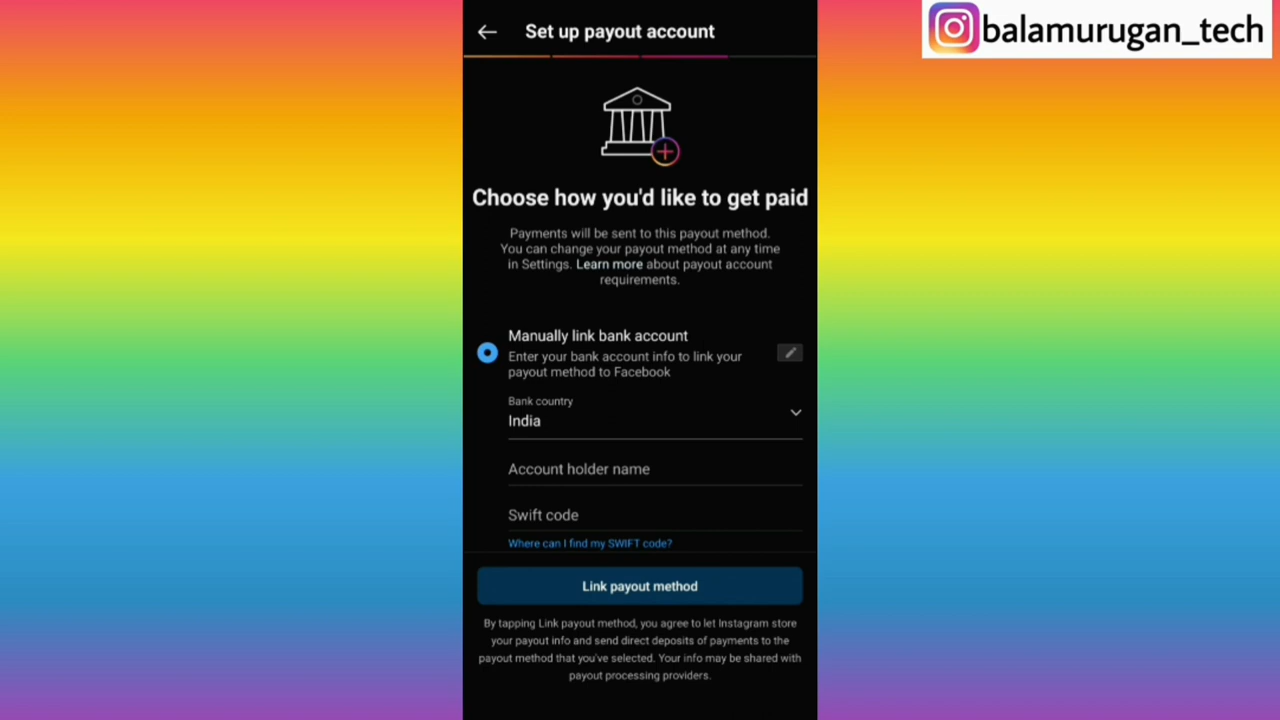 Set up payout account
balamurugan_tech
Choose how you'd like to get paid
Payments will be sent to this payout method.
You can change your payout method at any time
in Settings. Learn more about payout account
requirements.
Manually link bank account
Enter your bank account info to link your
payout method to Facebook
Bank country
India
Account holder name
Swift code
Where can I find my SWIFT code?
Link payout method
By tapping Link payout method, you agree to let Instagram store
your payout info and send direct deposits of payments to the
payout method that you've selected. Your info may be shared with
payout processing providers.